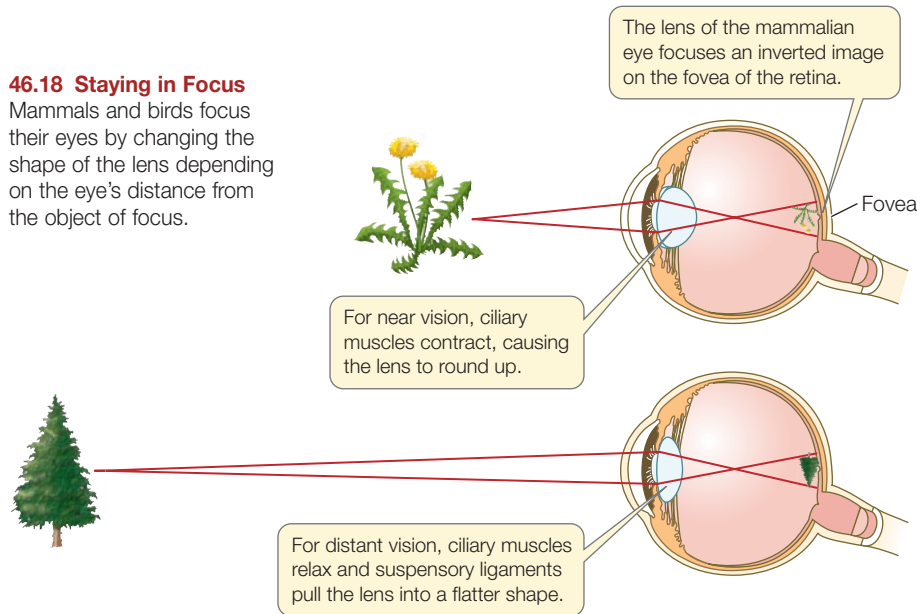 46.18 Staying in Focus
Mammals and birds focus
their eyes by changing the
shape of the lens depending
on the eye's distance from
the object of focus.
The lens of the mammalian
eye focuses an inverted image
on the fovea of the retina.
Fovea
For near vision, ciliary
muscles contract, causing
the lens to round up.
For distant vision, ciliary muscles
relax and suspensory ligaments
pull the lens into a flatter shape.